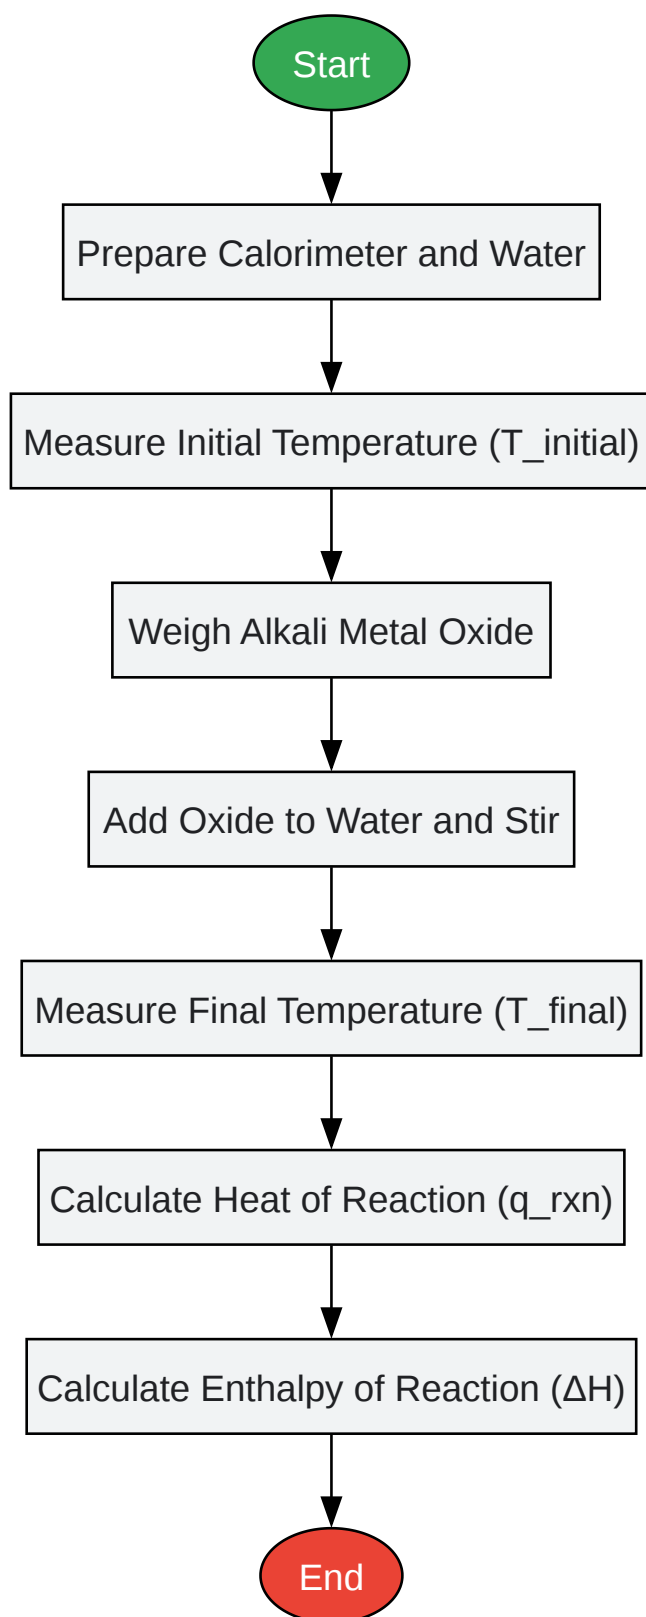 Start
Prepare Calorimeter and Water
Measure Initial Temperature (T_initial)
Weigh Alkali Metal Oxide
Add Oxide to Water and Stir
Measure Final Temperature (T_final)
Calculate Heat of Reaction (q_rxn)
Calculate Enthalpy of Reaction (ΔH)
End